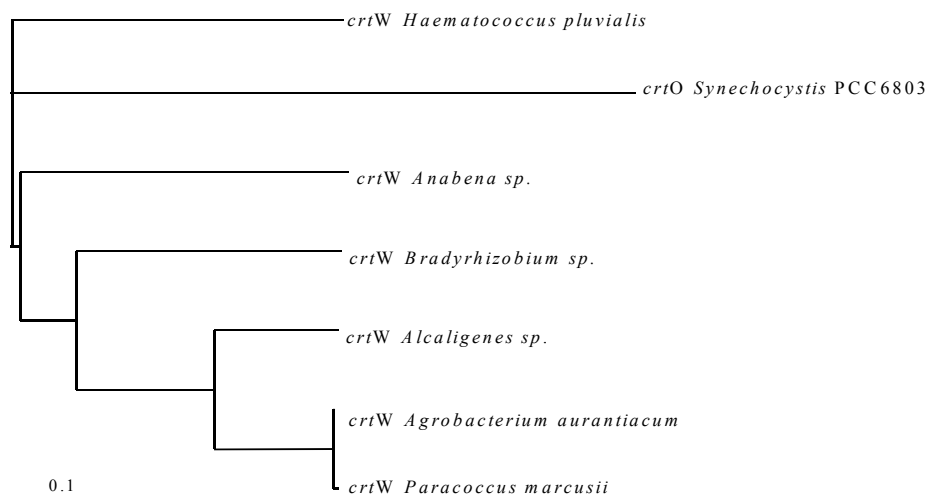 crtW Haematococcus pluvialis
crtO Synechocystis PCC6803
crtW Anabena sp.
crtW Bradyrhizobium sp.
crtW Alcaligenes sp.
crtW Agrobacterium aurantiacum
0.1
crtW Paracoccus marcusii